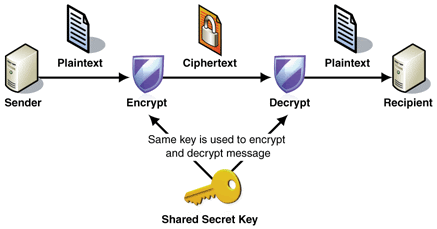 Plaintext
Ciphertext
Plaintext
Sender
Encrypt
Decrypt
Recipient
Same key is used to encrypt
and decrypt message
Shared Secret Key